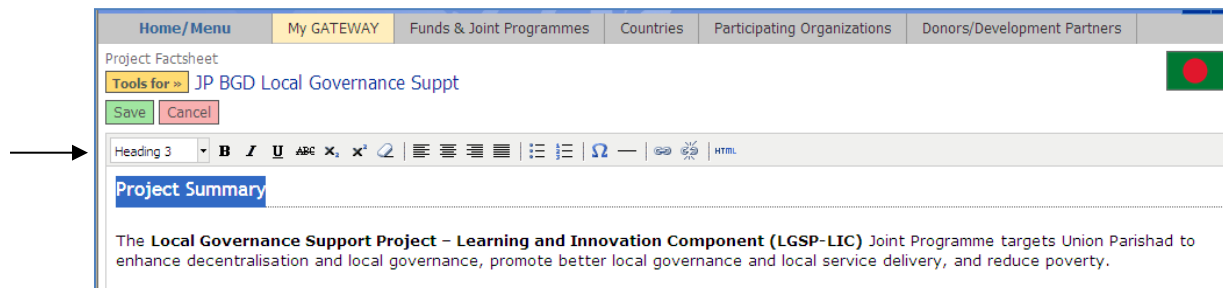 Home/Menu My GATEWAY Funds & Joint Programmes Countries Participating Organizations Donors/Development Partners
Project Factsheet
Tools for » JP BGD Local Governanc e Suppt
Save Cancel
Heading 3 B I U ABC X₂ X² Ω — HTML
Project Summary
The Local Governance Support Project – Learning and Innovation Component (LGSP-LIC) Joint Programme targets Union Parishad to
enhance decentralisation and local governance, promote better local governance and local service delivery, and reduce poverty.